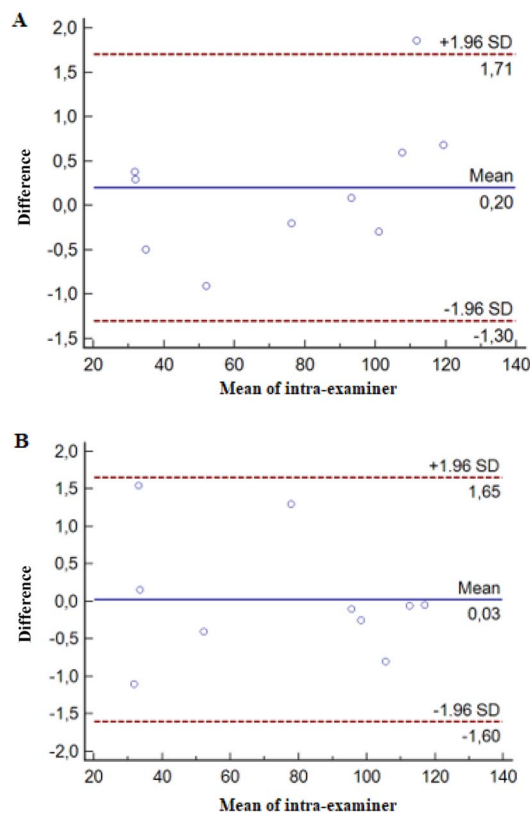 A
2,0
1,5
1,0
0,5
0,0
-0,5
-1,0
-1,5
Difference
+1.96 SD
1,71
Mean
0,20
-1.96 SD
-1,30
20 40 60 80 100 120 140
Mean of intra-examiner
B
2,0
1,5
1,0
0,5
0,0
-0,5
-1,0
-1,5
-2,0
Difference
+1.96 SD
1,65
Mean
0,03
-1.96 SD
-1,60
20 40 60 80 100 120 140
Mean of intra-examiner